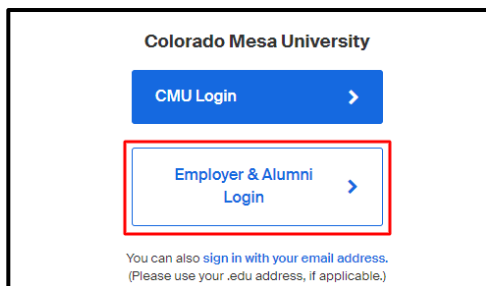 Colorado Mesa University
CMU Login
Employer & Alumni
Login
You can also sign in with your email address.
(Please use your .edu address, if applicable.)